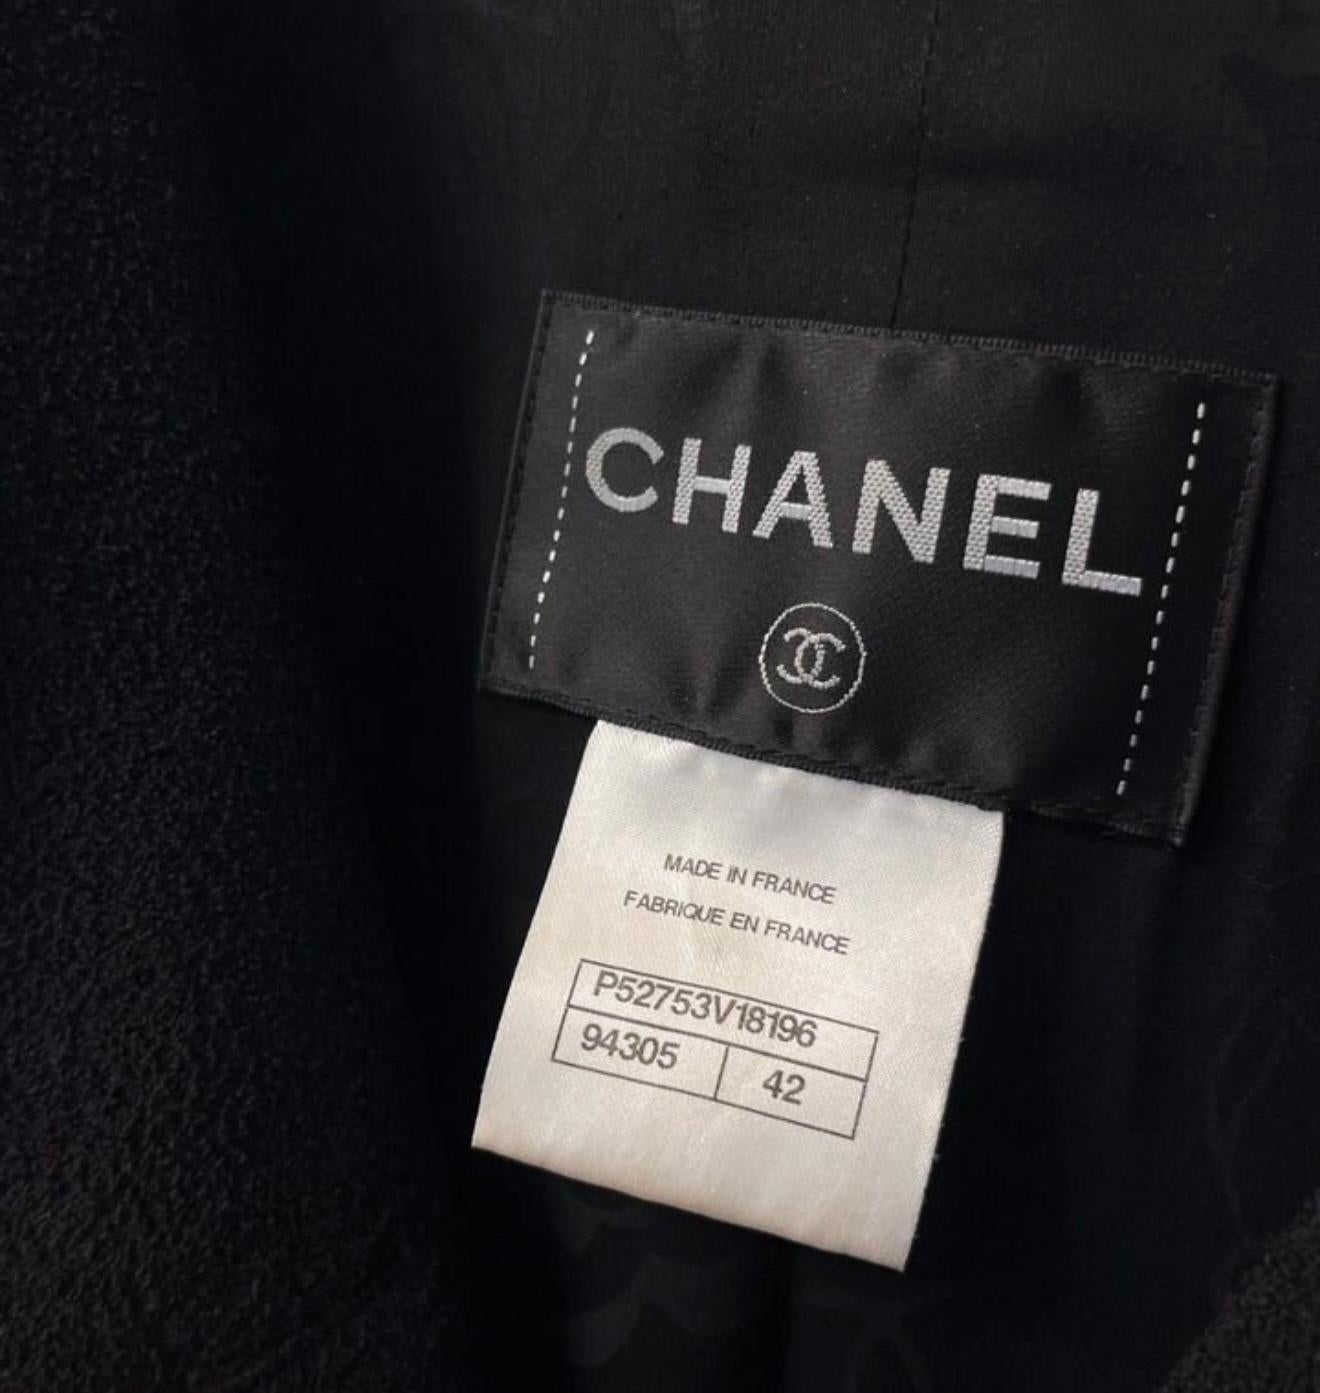 CHANEL
MADE IN FRANCE
FABRIQUE EN FRANCE
P52753V18196
94305 42